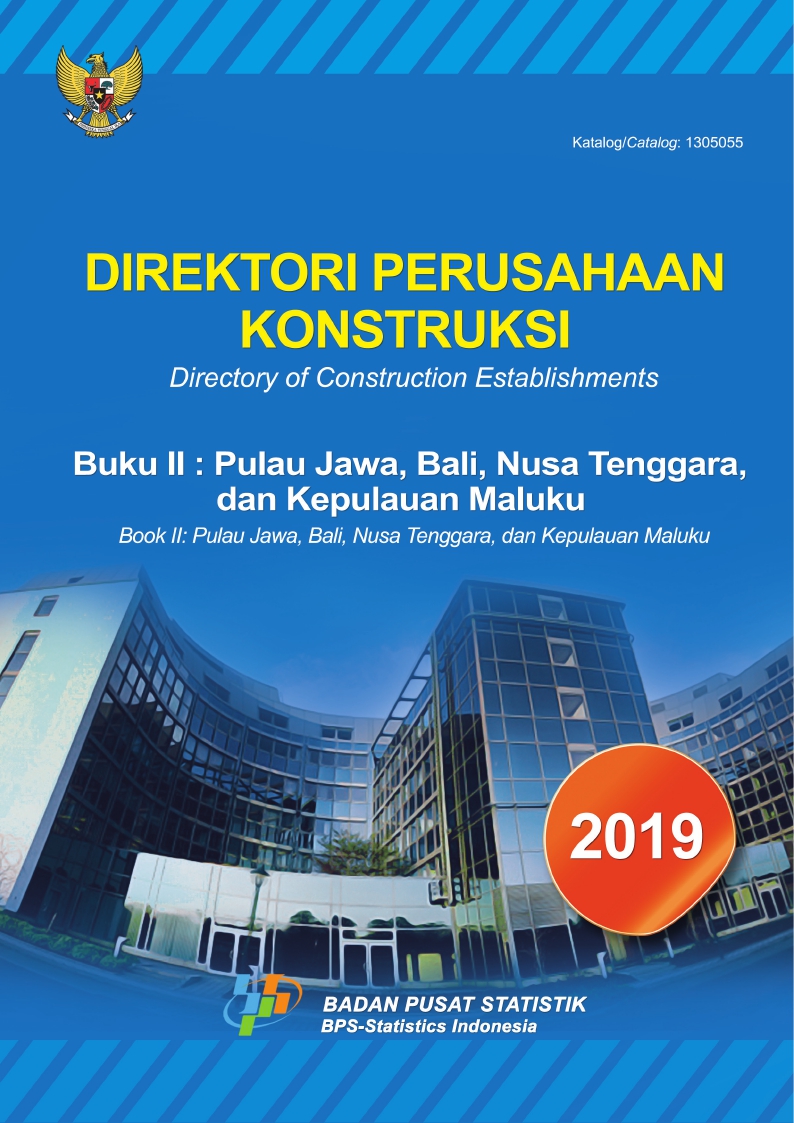 Katalog/Catalog: 1305055
DIREKTORI PERUSAHAAN
KONSTRUKSI
Directory of Construction Establishments
Buku II : Pulau Jawa, Bali, Nusa Tenggara,
dan Kepulauan Maluku
Book II: Pulau Jawa, Bali, Nusa Tenggara, dan Kepulauan Maluku
2019
BADAN PUSAT STATISTIK
BPS-Statistics Indonesia